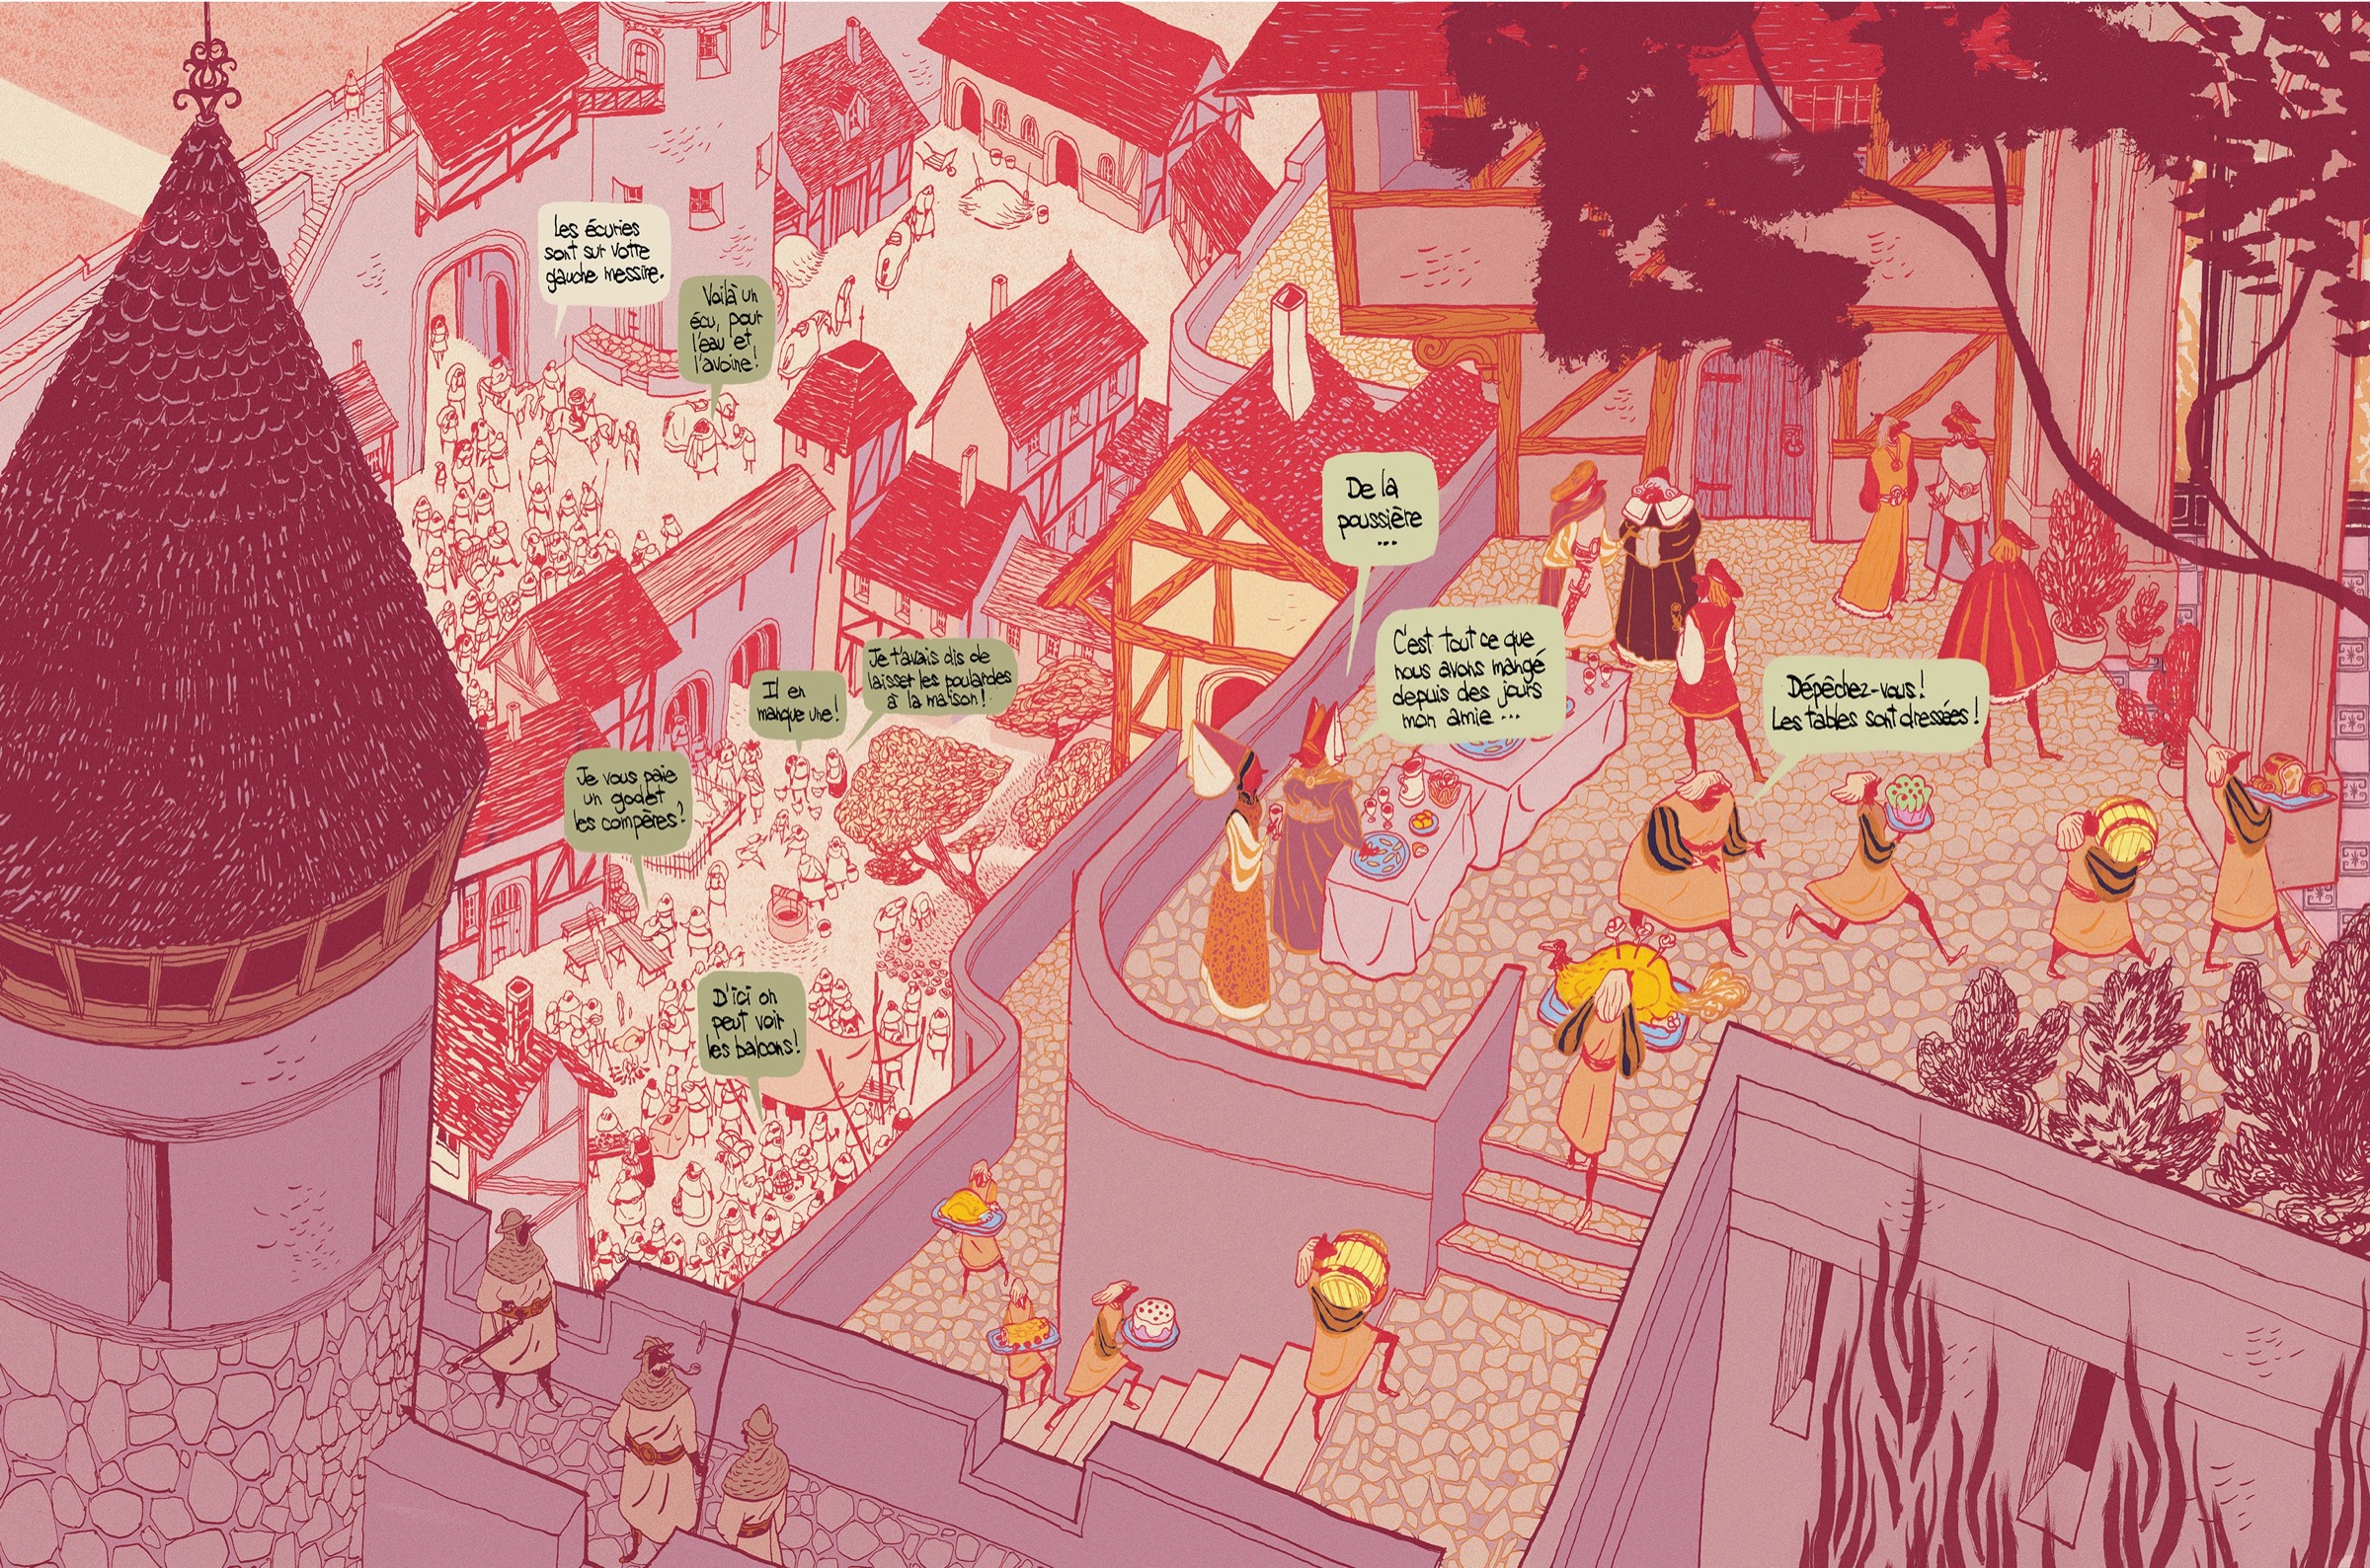 Les écuries
sont sur votre
gauche messire.
Voilà un
écu, pour
l'eau et
l'avoine!
De la
poussière
...
C'est tout ce que
nous avons mangé
depuis des jours
mon amie ...
Dépêchez-vous!
Les tables sont dressées!
Il en
manque une!
Je t'avais dis de
laisser les poulardes
à la maison!
Je vous paie
un godet
les compères?
D'ici on
peut voir
les balcons!